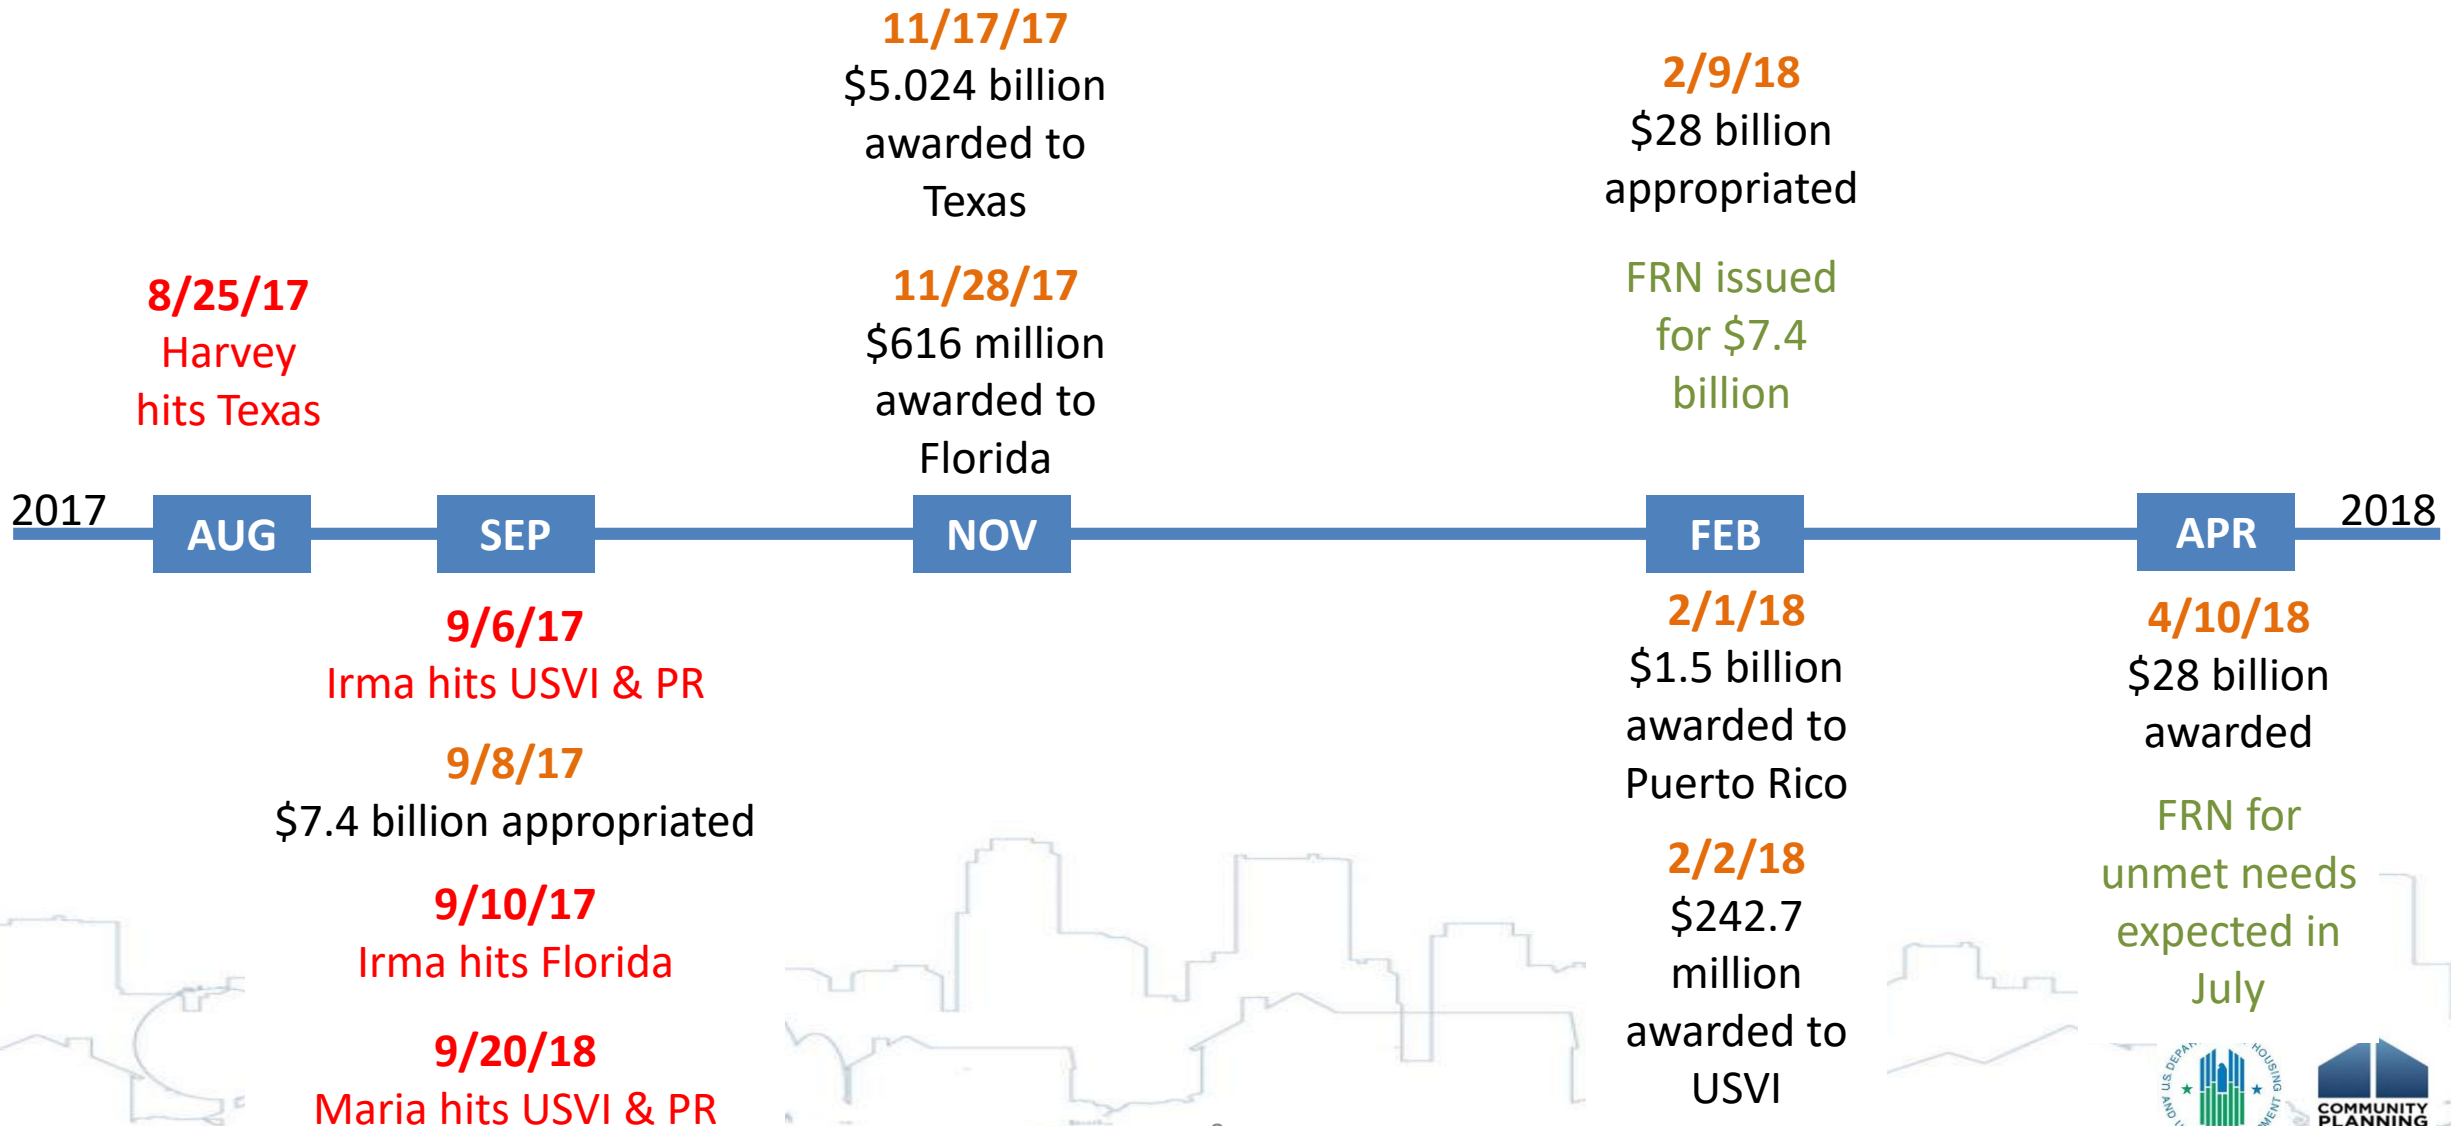 11/17/17
$5.024 billion
awarded to
Texas
11/28/17
$616 million
awarded to
Florida
2/9/18
$28 billion
appropriated
FRN issued
for $7.4
billion
8/25/17
Harvey
hits Texas
2017
AUG
SEP
NOV
FEB
APR
2018
9/6/17
Irma hits USVI & PR
9/8/17
$7.4 billion appropriated
9/10/17
Irma hits Florida
9/20/18
Maria hits USVI & PR
2/1/18
$1.5 billion
awarded to
Puerto Rico
2/2/18
$242.7
million
awarded to
USVI
4/10/18
$28 billion
awarded
FRN for
unmet needs
expected in
July
U.S. HOUSING AND
COMMUNITY
PLANNING